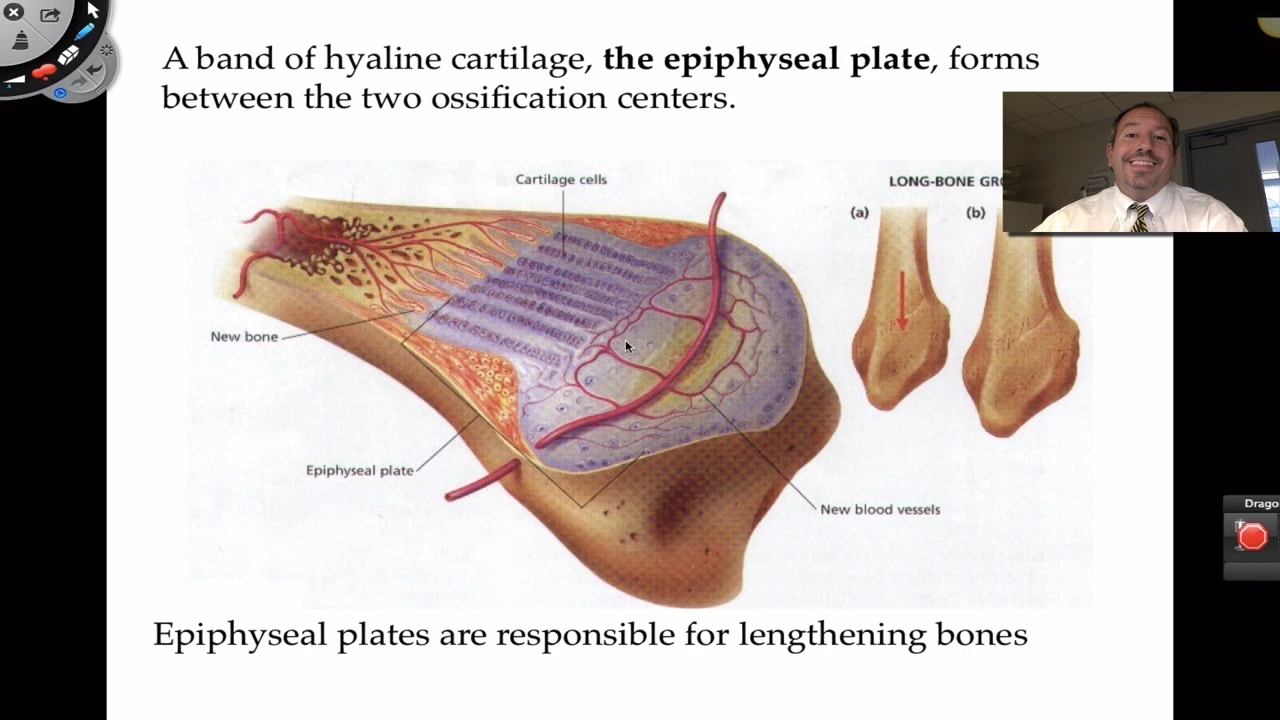 A band of hyaline cartilage, the epiphyseal plate, forms
between the two ossification centers.
Cartilage cells
LONG-BONE GRO
(a)
(b)
New bone
Epiphyseal plate
New blood vessels
Drago
Epiphyseal plates are responsible for lengthening bones